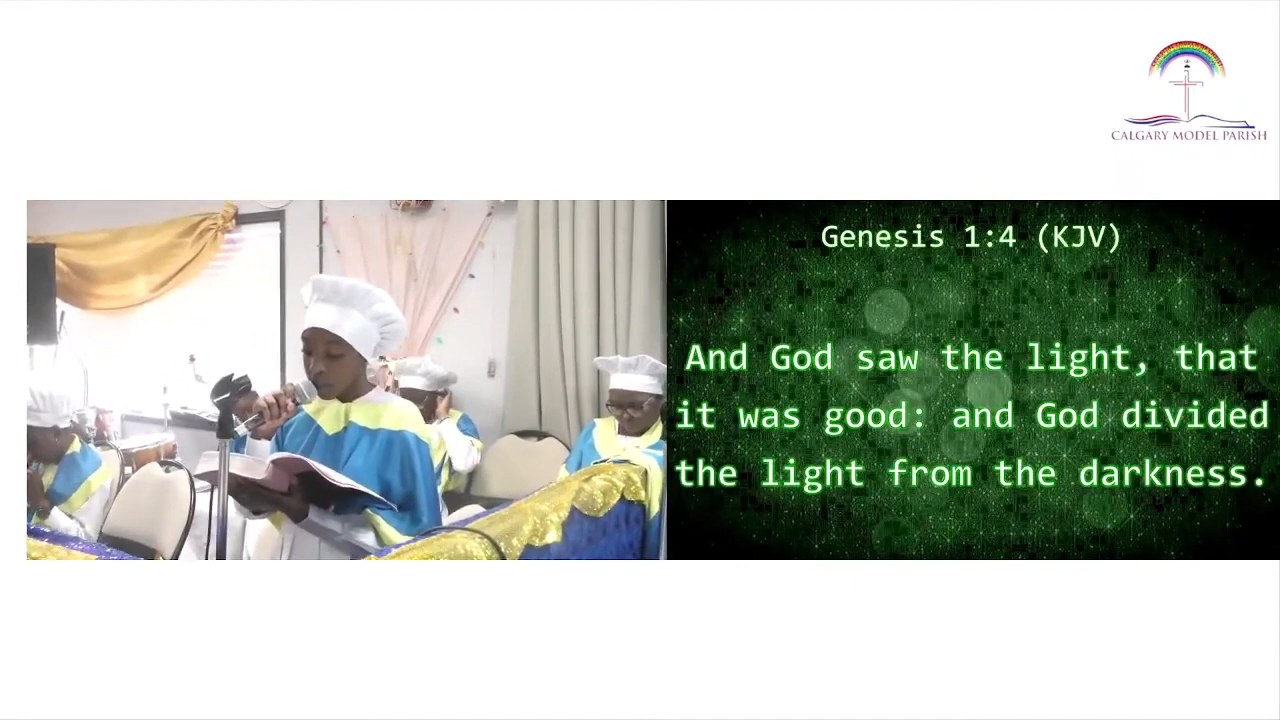 CALGARY MODEL PARISH
Genesis 1:4 (KJV)
And God saw the light, that
it was good: and God divided
the light from the darkness.